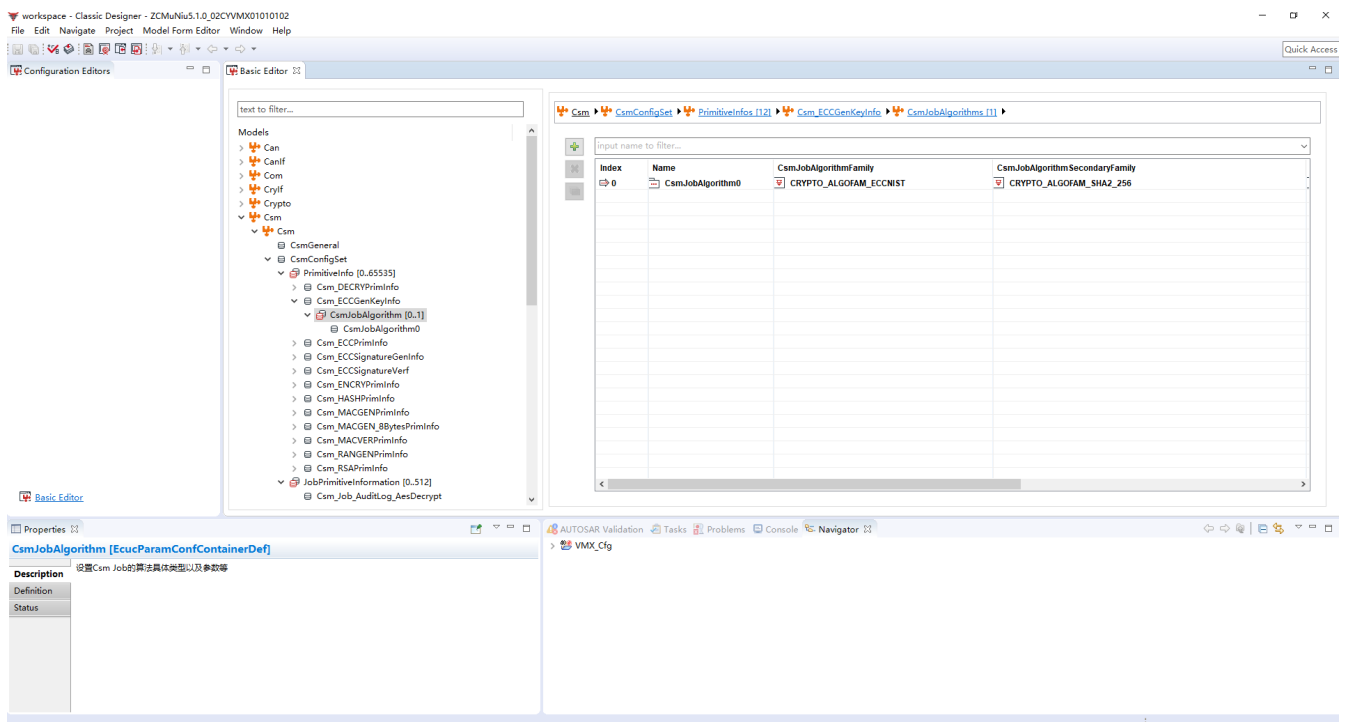 workspace - Classic Designer - ZCMuNiu5.1.0_02CYVMX01010102
File Edit Navigate Project Model Form Editor Window Help
Quick Access
Configuration Editors
Basic Editor
Basic Editor
text to filter...
Models
Can
CanIf
Com
CryIf
Crypto
Csm
Csm
CsmGeneral
CsmConfigSet
PrimitiveInfo [0..65535]
Csm_DECRYPrimInfo
Csm_ECCGenKeyInfo
CsmJobAlgorithm [0..1]
CsmJobAlgorithm0
Csm_ECCPrimInfo
Csm_ECCSignatureGenInfo
Csm_ECCSignatureVerf
Csm_ENCRYPrimInfo
Csm_HASHPrimInfo
Csm_MACGENPrimInfo
Csm_MACGEN_8BytesPrimInfo
Csm_MACVERPrimInfo
Csm_RANGENPrimInfo
Csm_RSAPrimInfo
JobPrimitiveInformation [0..512]
Csm_Job_AuditLog_AesDecrypt
Csm CsmConfigSet PrimitiveInfos [12] Csm_ECCGenKeyInfo CsmJobAlgorithms [1]
input name to filter...
Index Name CsmJobAlgorithmFamily CsmJobAlgorithmSecondaryFamily
0 CsmJobAlgorithm0 CRYPTO_ALGOFAM_ECCNIST CRYPTO_ALGOFAM_SHA2_256
Properties
CsmJobAlgorithm [EcucParamConfContainerDef]
Description
Definition
Status
设置Csm Job的算法具体类型以及参数等
AUTOSAR Validation Tasks Problems Console Navigator
VMX_Cfg